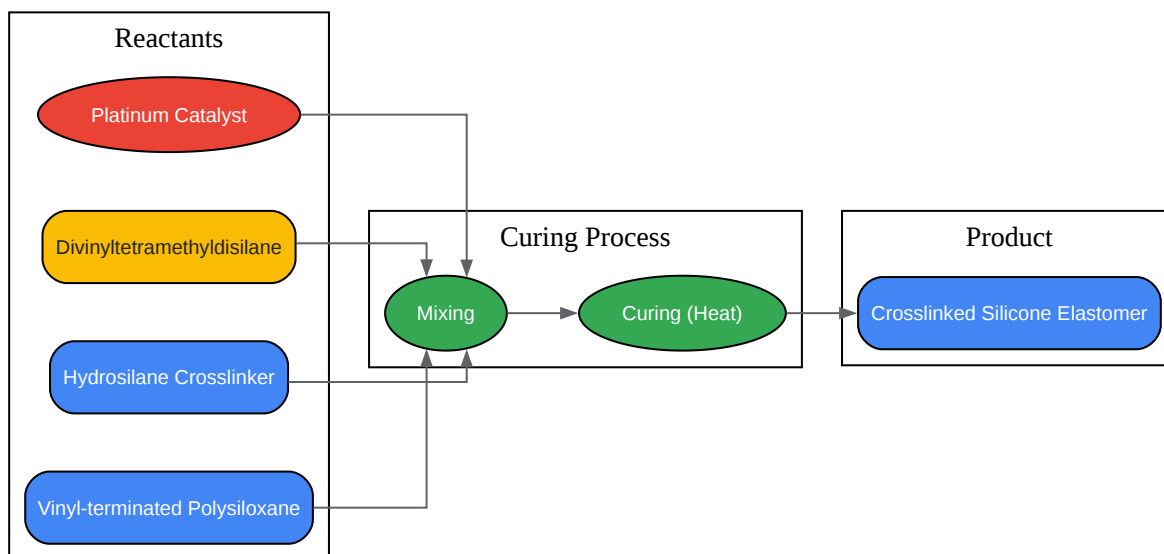 Reactants
Platinum Catalyst
Divinyltetramethyldisilane
Hydrosilane Crosslinker
Vinyl-terminated Polysiloxane
Curing Process
Mixing
Curing (Heat)
Product
Crosslinked Silicone Elastomer